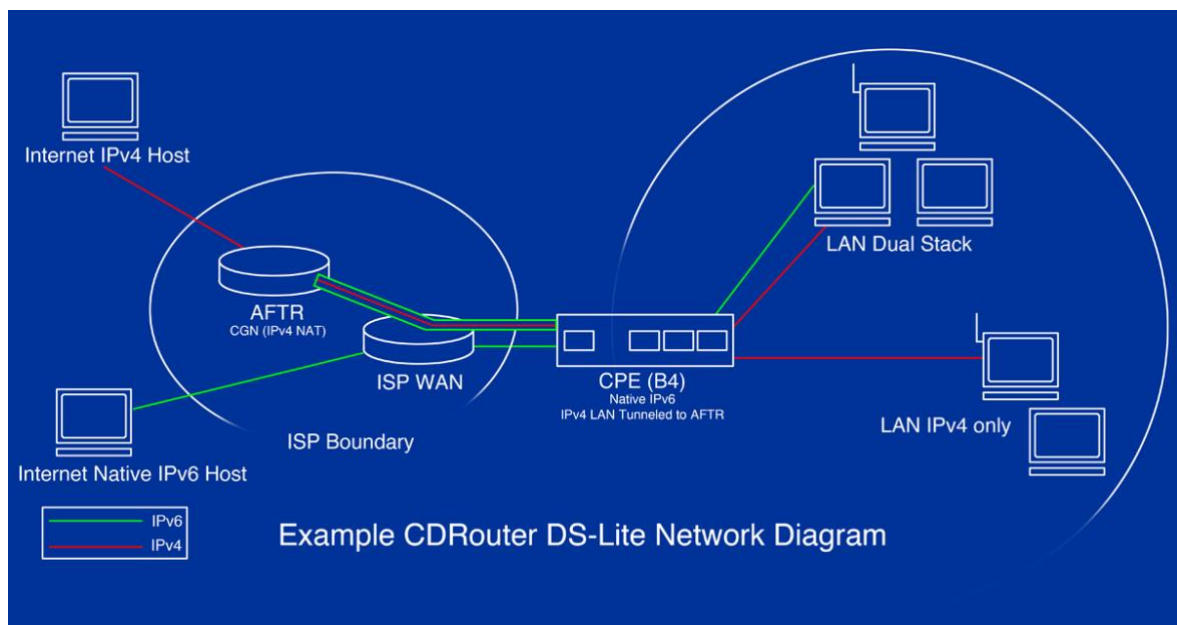 Internet IPv4 Host
LAN Dual Stack
AFTR
CGN (IPv4 NAT)
ISP WAN
CPE (B4)
Native IPv6
IPv4 LAN Tunneled to AFTR
LAN IPv4 only
ISP Boundary
Internet Native IPv6 Host
IPv6
IPv4
Example CDRouter DS-Lite Network Diagram